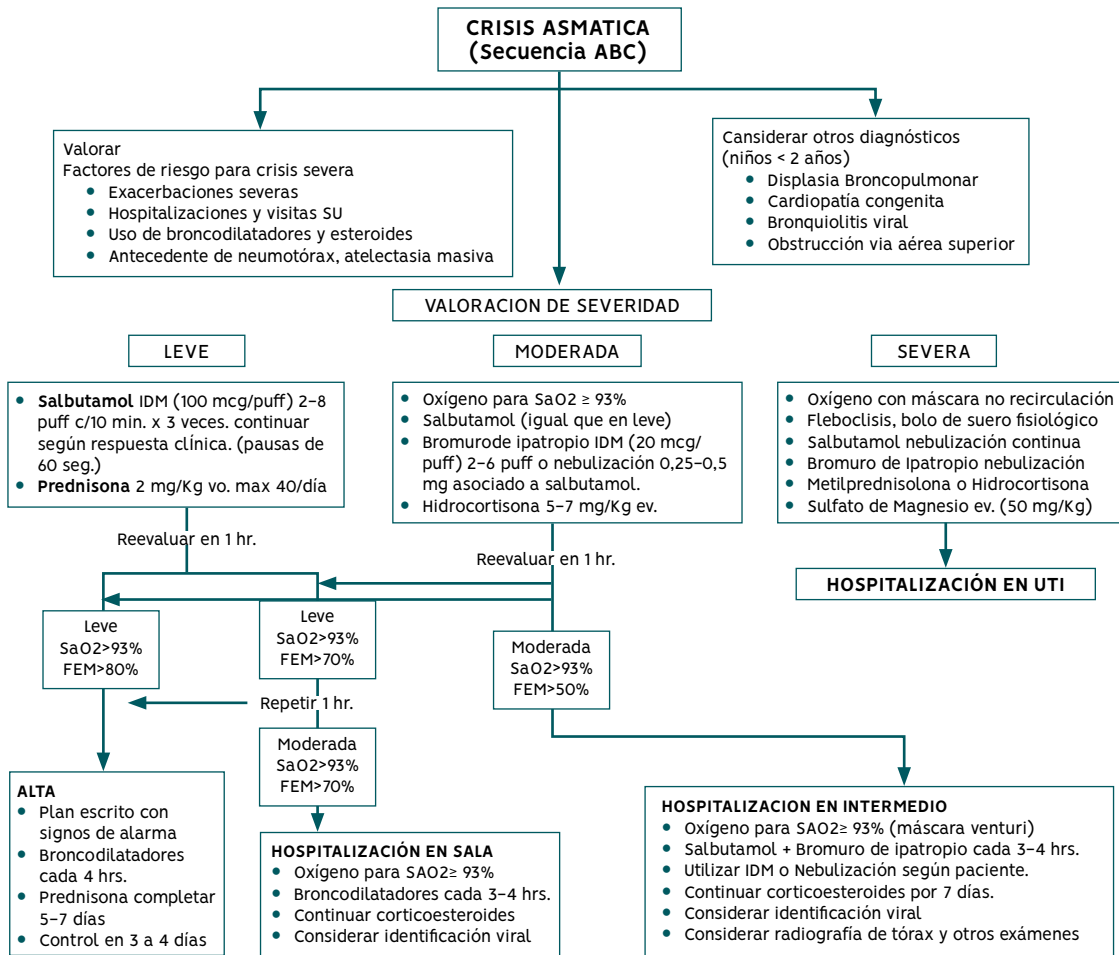 CRISIS ASMATICA
(Secuencia ABC)
Valorar
Factores de riesgo para crisis severa
• Exacerbaciones severas
• Hospitalizaciones y visitas SU
• Uso de broncodilatadores y esteroides
• Antecedente de neumotórax, atelectasia masiva
Cansiderar otros diagnósticos
(niños < 2 años)
• Displasia Broncopulmonar
• Cardiopatía congenita
• Bronquiolitis viral
• Obstrucción via aérea superior
VALORACION DE SEVERIDAD
LEVE
MODERADA
SEVERA
• Salbutamol IDM (100 mcg/puff) 2–8
puff c/10 min. x 3 veces. continuar
según respuesta clÍnica. (pausas de
60 seg.)
• Prednisona 2 mg/Kg vo. max 40/día
• Oxígeno para SaO2 ≥ 93%
• Salbutamol (igual que en leve)
• Bromurode ipatropio IDM (20 mcg/
puff) 2–6 puff o nebulización 0,25–0,5
mg asociado a salbutamol.
• Hidrocortisona 5–7 mg/Kg ev.
• Oxígeno con máscara no recirculación
• Fleboclisis, bolo de suero fisiológico
• Salbutamol nebulización continua
• Bromuro de Ipatropio nebulización
• Metilprednisolona o Hidrocortisona
• Sulfato de Magnesio ev. (50 mg/Kg)
Reevaluar en 1 hr.
Reevaluar en 1 hr.
HOSPITALIZACIÓN EN UTI
Leve
SaO2>93%
FEM>80%
Leve
SaO2>93%
FEM>70%
Moderada
SaO2>93%
FEM>50%
Repetir 1 hr.
Moderada
SaO2>93%
FEM>70%
ALTA
• Plan escrito con
signos de alarma
• Broncodilatadores
cada 4 hrs.
• Prednisona completar
5–7 días
• Control en 3 a 4 días
HOSPITALIZACIÓN EN SALA
• Oxígeno para SAO2≥ 93%
• Broncodilatadores cada 3–4 hrs.
• Continuar corticoesteroides
• Considerar identificación viral
HOSPITALIZACION EN INTERMEDIO
• Oxígeno para SAO2≥ 93% (máscara venturi)
• Salbutamol + Bromuro de ipatropio cada 3–4 hrs.
• Utilizar IDM o Nebulización según paciente.
• Continuar corticoesteroides por 7 días.
• Considerar identificación viral
• Considerar radiografía de tórax y otros exámenes